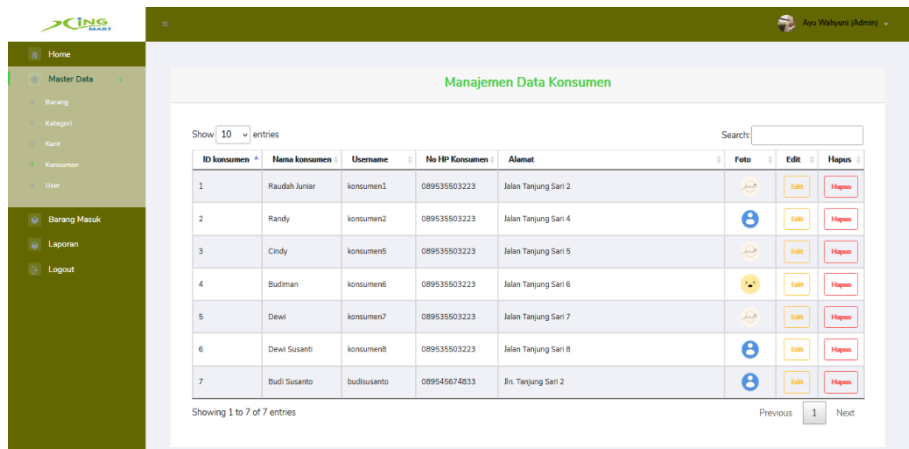 XING
MART
Ayu Wahyuni (Admin)
Home
Master Data
Barang
Kategori
Kurir
Konsumen
User
Barang Masuk
Laporan
Logout
Manajemen Data Konsumen
Show 10 entries Search:
ID konsumen Nama konsumen Username No HP Konsumen Alamat Foto Edit Hapus
1 Raudah Juniar konsumen1 089535503223 Jalan Tanjung Sari 2 Edit Hapus
2 Randy konsumen2 089535503223 Jalan Tanjung Sari 4 Edit Hapus
3 Cindy konsumen5 089535503223 Jalan Tanjung Sari 5 Edit Hapus
4 Budiman konsumen6 089535503223 Jalan Tanjung Sari 6 Edit Hapus
5 Dewi konsumen7 089535503223 Jalan Tanjung Sari 7 Edit Hapus
6 Dewi Susanti konsumen8 089535503223 Jalan Tanjung Sari 8 Edit Hapus
7 Budi Susanto budisusanto 089545674833 Jln. Tanjung Sari 2 Edit Hapus
Showing 1 to 7 of 7 entries Previous 1 Next